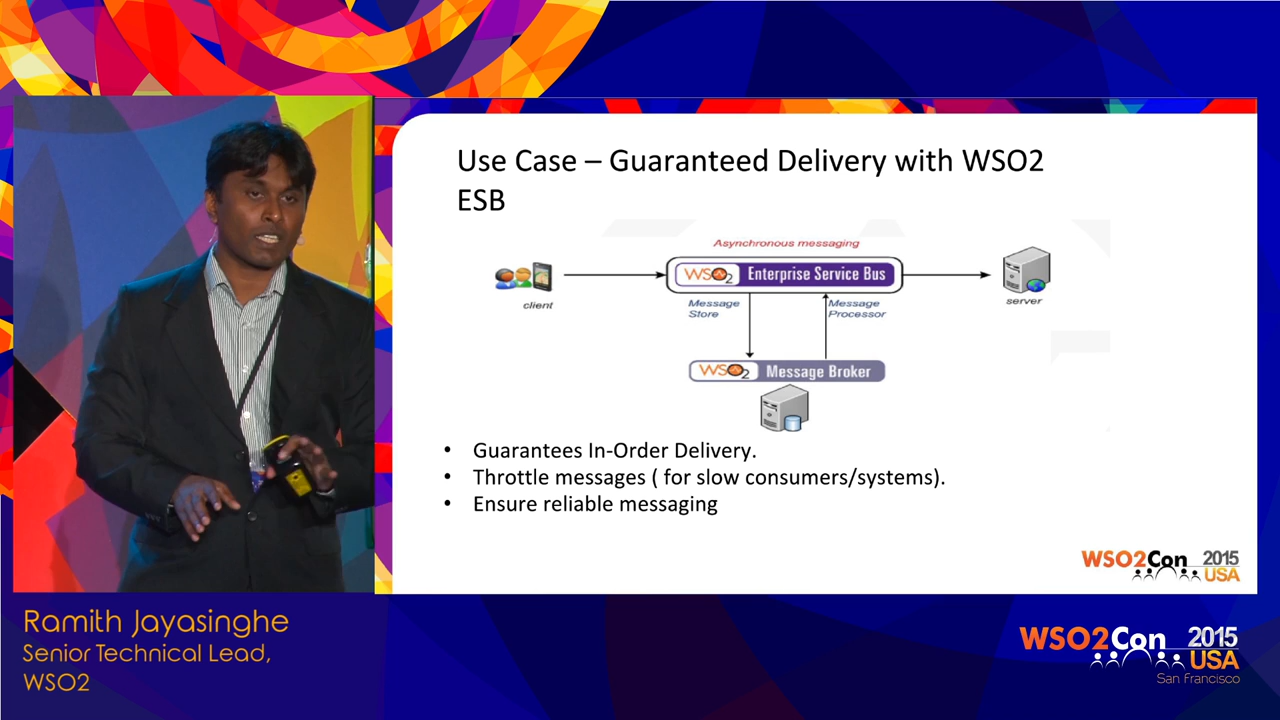 Use Case – Guaranteed Delivery with WSO2
ESB
Asynchronous messaging
WSO2 Enterprise Service Bus
client
server
Message
Store
Message
Processor
WSO2 Message Broker
• Guarantees In-Order Delivery.
• Throttle messages ( for slow consumers/systems).
• Ensure reliable messaging
WSO2Con 2015
USA
Ramith Jayasinghe
Senior Technical Lead,
WSO2
WSO2Con 2015
USA
San Francisco